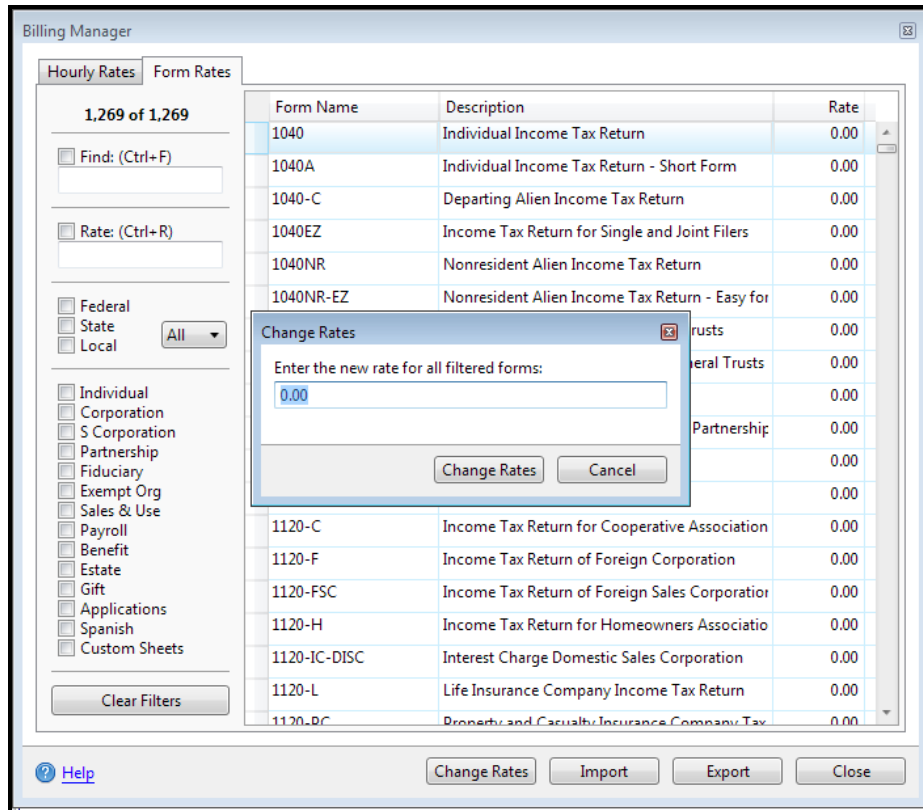 Billing Manager
Hourly Rates
Form Rates
1,269 of 1,269
Find: (Ctrl+F)
Rate: (Ctrl+R)
Federal
State
Local
All
Individual
Corporation
S Corporation
Partnership
Fiduciary
Exempt Org
Sales & Use
Payroll
Benefit
Estate
Gift
Applications
Spanish
Custom Sheets
Clear Filters
Form Name Description Rate
1040 Individual Income Tax Return 0.00
1040A Individual Income Tax Return - Short Form 0.00
1040-C Departing Alien Income Tax Return 0.00
1040EZ Income Tax Return for Single and Joint Filers 0.00
1040NR Nonresident Alien Income Tax Return 0.00
1040NR-EZ Nonresident Alien Income Tax Return - Easy for 0.00
rusts 0.00
neral Trusts 0.00
0.00
Partnership 0.00
0.00
0.00
1120-C Income Tax Return for Cooperative Association 0.00
1120-F Income Tax Return of Foreign Corporation 0.00
1120-FSC Income Tax Return of Foreign Sales Corporation 0.00
1120-H Income Tax Return for Homeowners Associatio 0.00
1120-IC-DISC Interest Charge Domestic Sales Corporation 0.00
1120-L Life Insurance Company Income Tax Return 0.00
1120-PC Property and Casualty Insurance Company Tax 0.00
Change Rates
Enter the new rate for all filtered forms:
0.00
Change Rates Cancel
Help
Change Rates Import Export Close